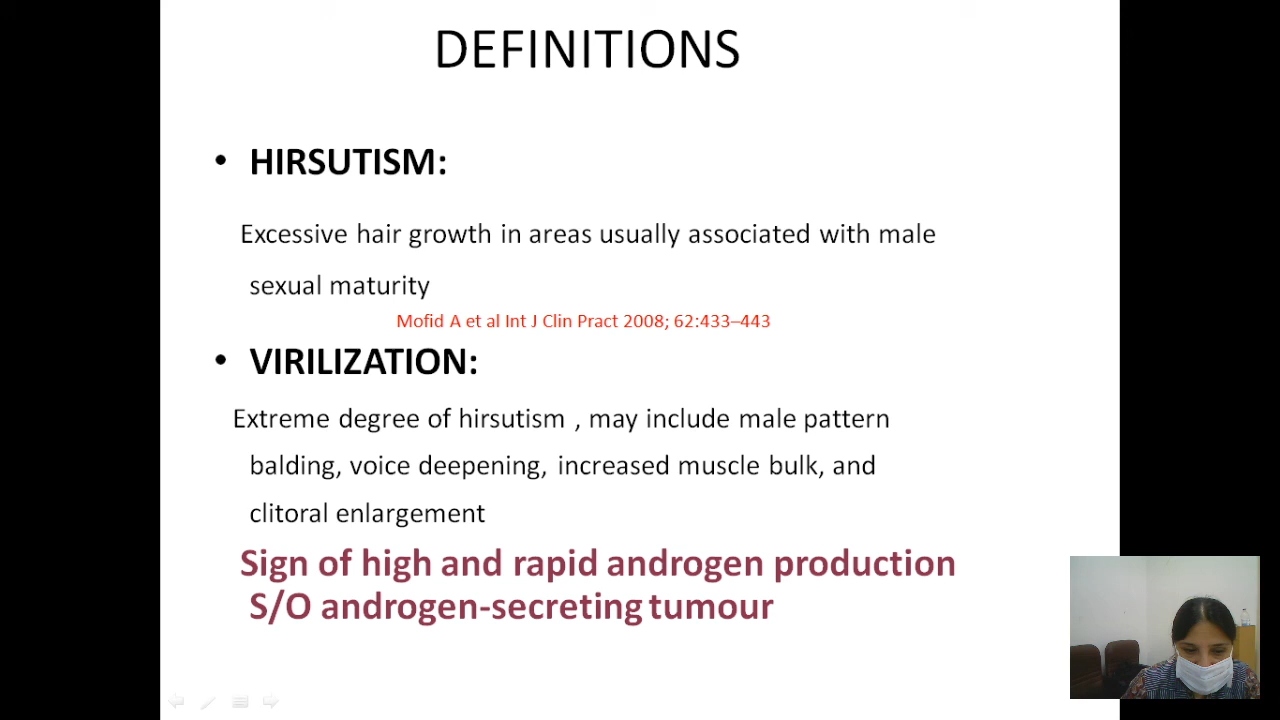 DEFINITIONS
• HIRSUTISM:
Excessive hair growth in areas usually associated with male
sexual maturity
Mofid A et al Int J Clin Pract 2008; 62:433–443
• VIRILIZATION:
Extreme degree of hirsutism , may include male pattern
balding, voice deepening, increased muscle bulk, and
clitoral enlargement
Sign of high and rapid androgen production
S/O androgen-secreting tumour